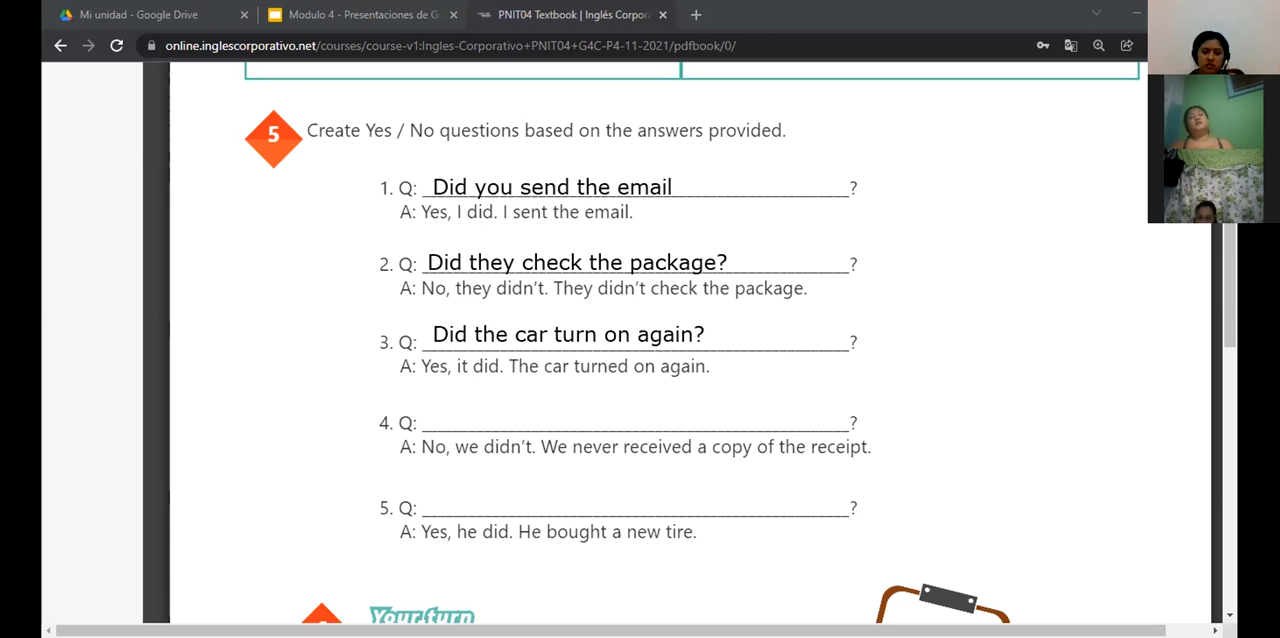 Mi unidad - Google Drive
Modulo 4 - Presentaciones de G
PNIT04 Textbook | Inglés Corpor
online.inglescorporativo.net/courses/course-v1:Ingles-Corporativo+PNIT04+G4C-P4-11-2021/pdfbook/0/
5 Create Yes / No questions based on the answers provided.
1. Q: Did you send the email ?
A: Yes, I did. I sent the email.
2. Q: Did they check the package? ?
A: No, they didn't. They didn't check the package.
3. Q: Did the car turn on again? ?
A: Yes, it did. The car turned on again.
4. Q: ?
A: No, we didn't. We never received a copy of the receipt.
5. Q: ?
A: Yes, he did. He bought a new tire.
Your turn